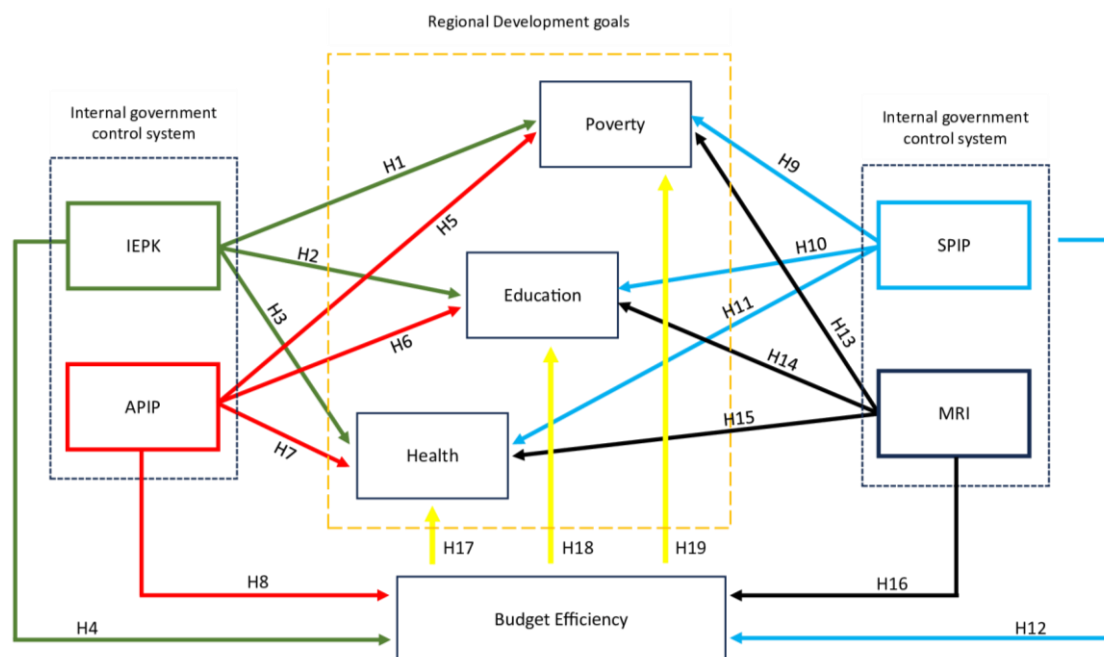 Regional Development goals
Internal government
control system
Internal government
control system
Poverty
H1
H9
H5
IEPK
SPIP
H2
H10
Education
H3
H11
H6
H13
H14
APIP
MRI
H15
H7
Health
H17
H18
H19
H8
H16
Budget Efficiency
H4
H12